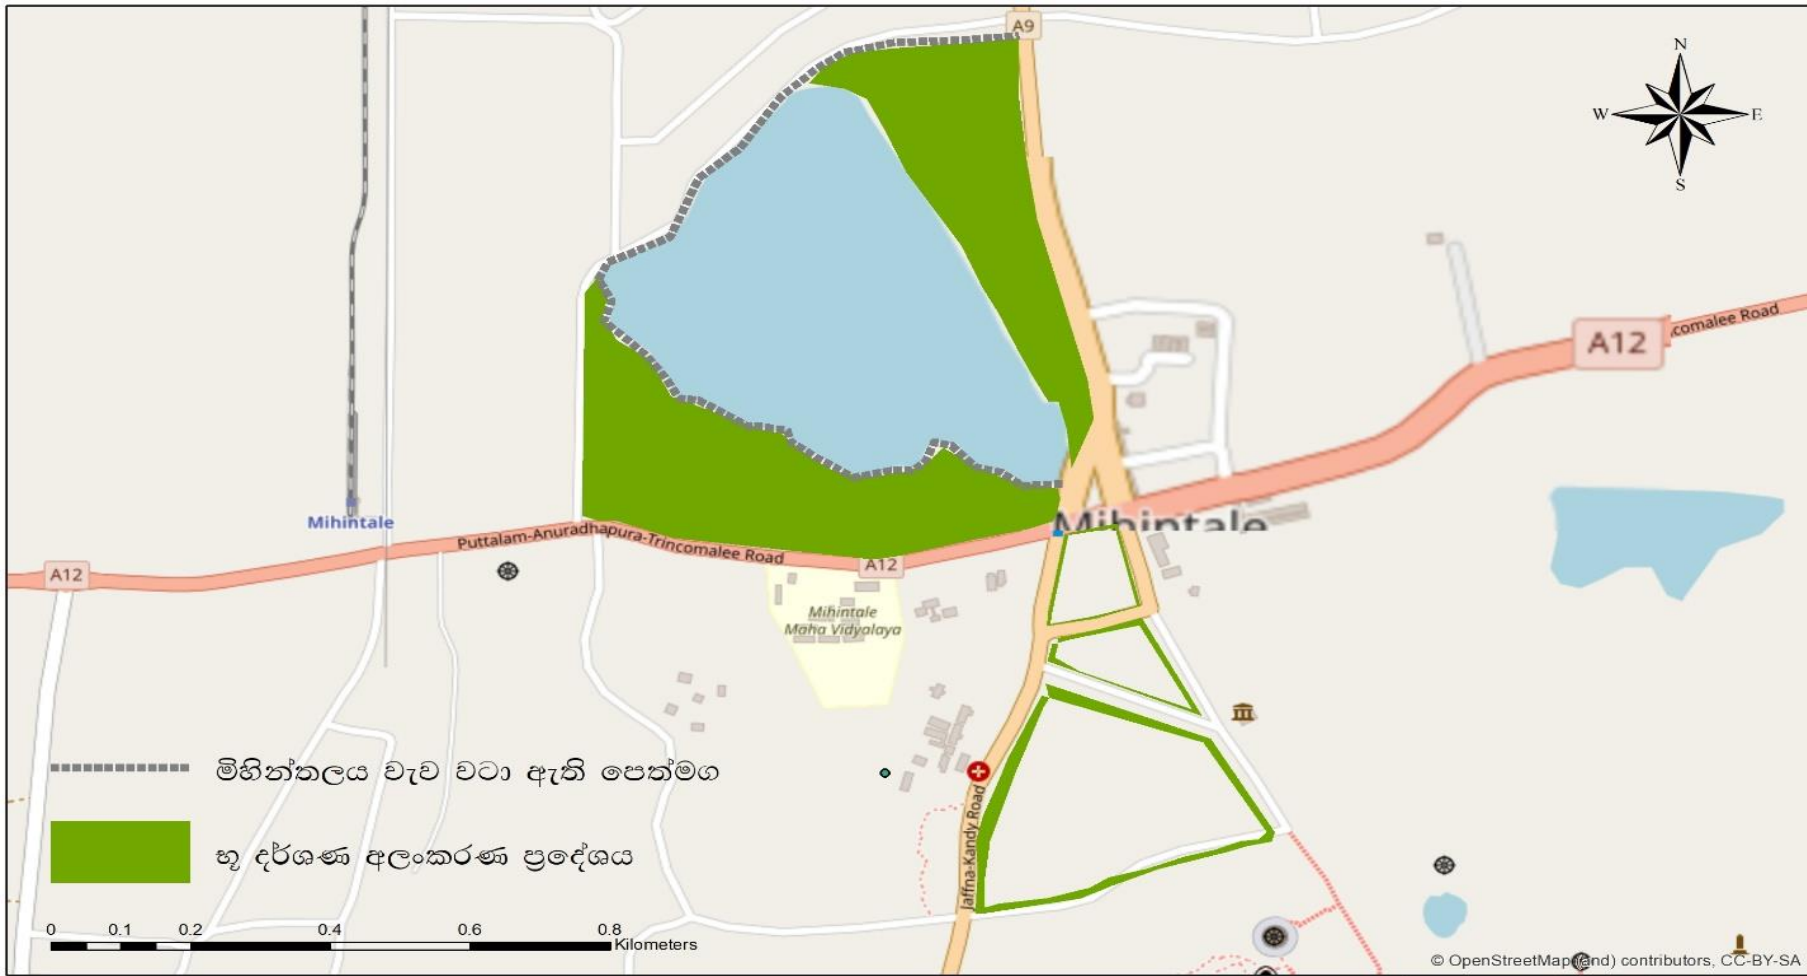 A9
N
W E
S
A12
comalee Road
Mihintale
Mihintale
Puttalam-Anuradhapura-Trincomalee Road
A12
A12
Mihintale
Maha Vidyalaya
Jaffna-Kandy Road
මිහින්තලය වැව වටා ඇති පෙත්මග
භූ දර්ශණ අලංකරණ ප්‍රදේශය
0 0.1 0.2 0.4 0.6 0.8
Kilometers
© OpenStreetMap (and) contributors, CC-BY-SA